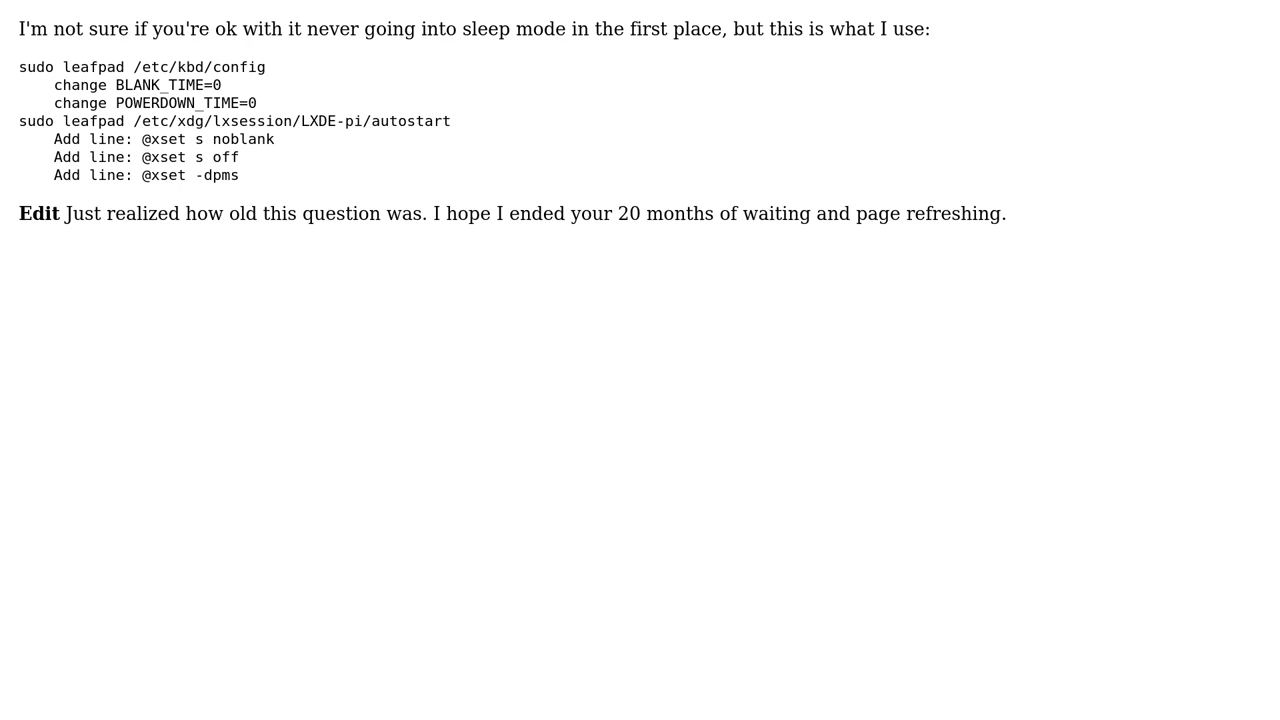 I'm not sure if you're ok with it never going into sleep mode in the first place, but this is what I use:
sudo leafpad /etc/kbd/config
    change BLANK_TIME=0
    change POWERDOWN_TIME=0
sudo leafpad /etc/xdg/lxsession/LXDE-pi/autostart
    Add line: @xset s noblank
    Add line: @xset s off
    Add line: @xset -dpms
Edit Just realized how old this question was. I hope I ended your 20 months of waiting and page refreshing.